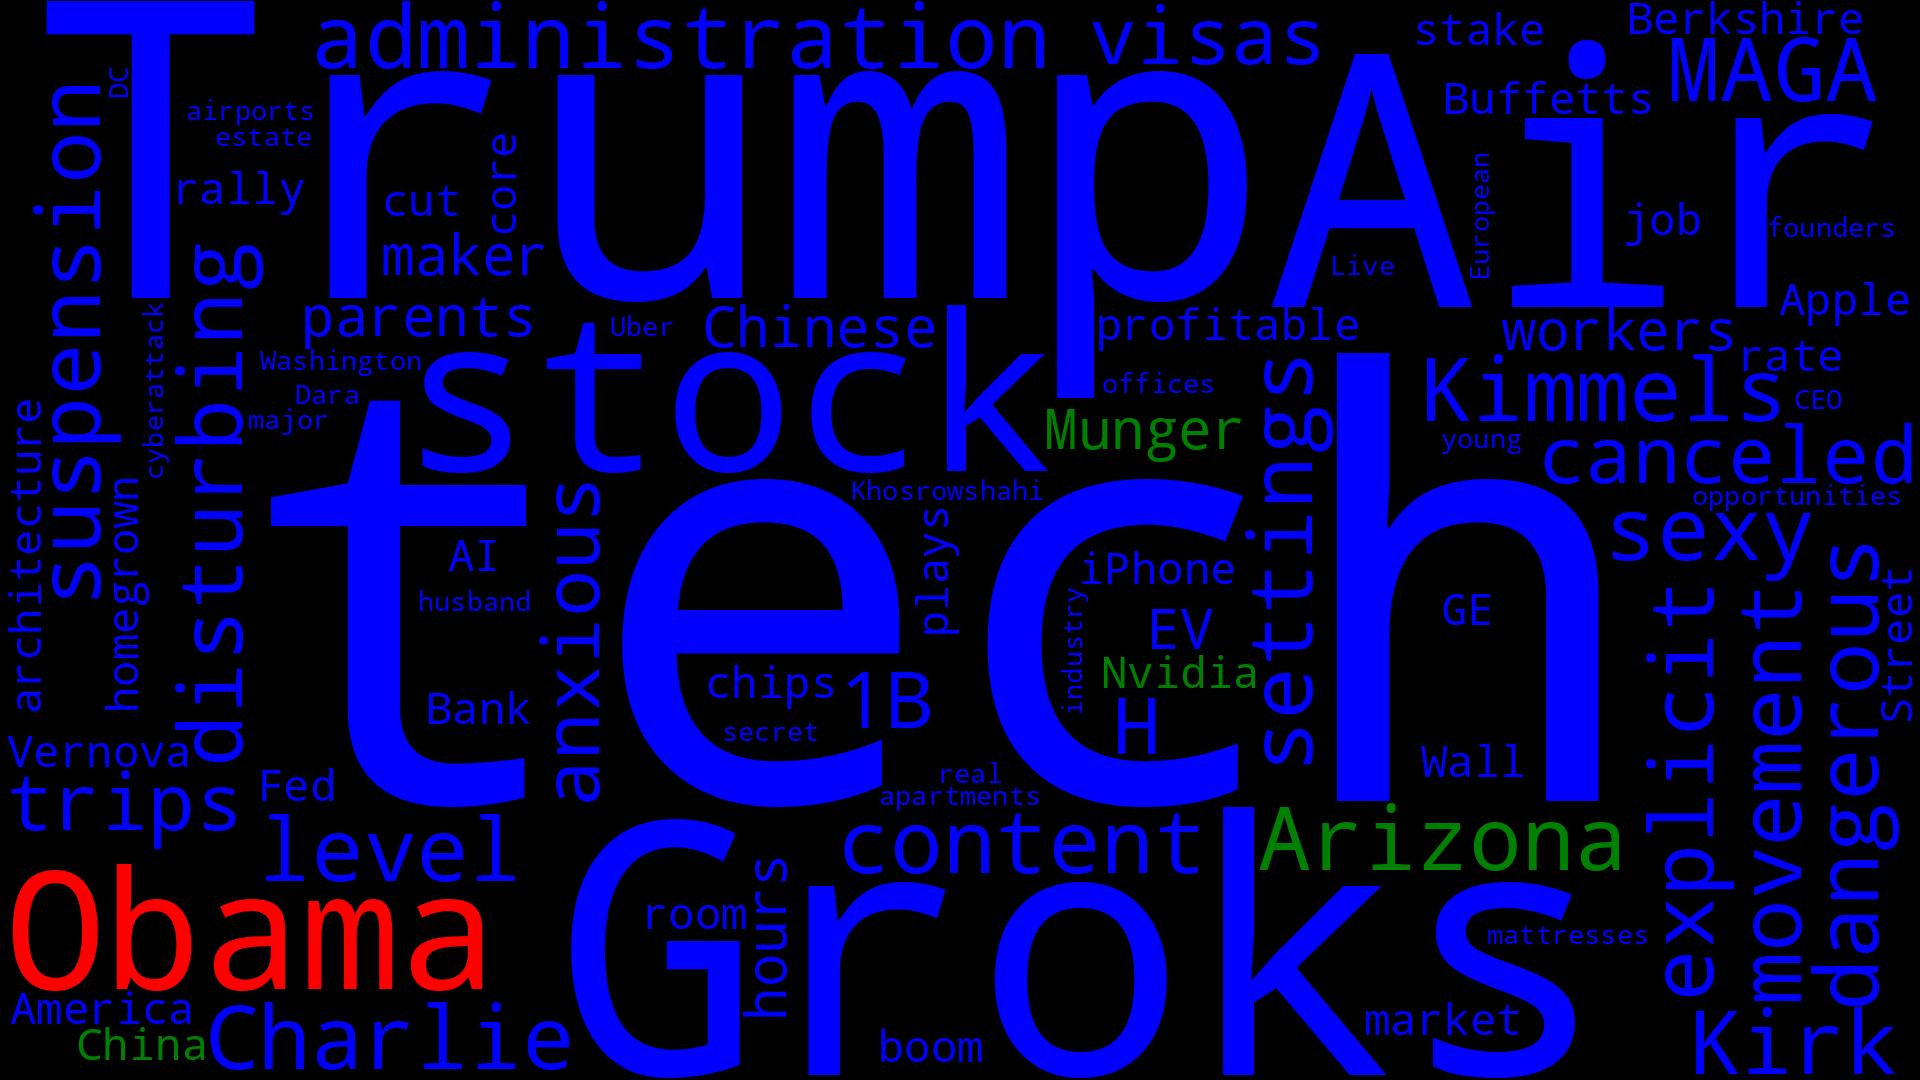 administration
visas
stake
Berkshire
MAGA
Trump
Air
DC
airports
estate
Buffetts
suspension
rally
cut
core
European
job
founders
maker
Live
disturbing
parents
Uber
Chinese
profitable
Apple
workers
cyberattack
Washington
stock
rate
Dara
major
offices
Munger
settings
Kimmels
CEO
young
canceled
architecture
homegrown
tech
anxious
Khosrowshahi
plays
opportunities
sexy
AI
husband
iPhone
EV
industry
GE
explicit
movement
dangerous
Street
Bank
chips
1B
Nvidia
H
secret
Wall
Vernova
trips
Fed
real
apartments
level
content
Arizona
Obama
Groks
room
hours
mattresses
America
China
Charlie
boom
market
Kirk